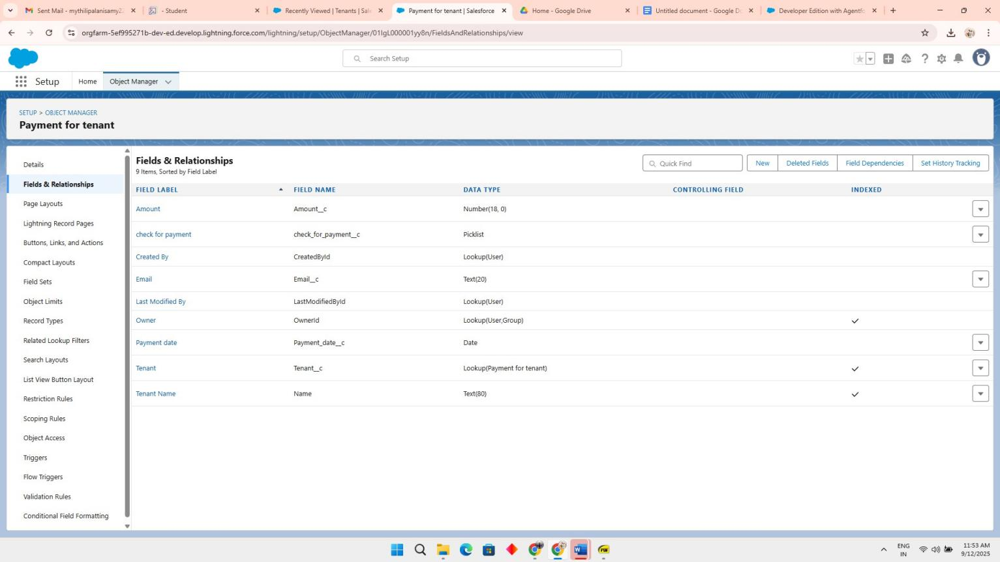 Sent Mail - mythilipalanisamy22
- Student
Recently Viewed | Tenants | Sale
Payment for tenant | Salesforce
Home - Google Drive
Untitled document - Google Do
Developer Edition with Agentfo
orgfarm-5ef995271b-dev-ed.develop.lightning.force.com/lightning/setup/ObjectManager/01IgL000001yy8n/FieldsAndRelationships/view
Search Setup
Setup
Home
Object Manager
SETUP > OBJECT MANAGER
Payment for tenant
Details
Fields & Relationships
Page Layouts
Lightning Record Pages
Buttons, Links, and Actions
Compact Layouts
Field Sets
Object Limits
Record Types
Related Lookup Filters
Search Layouts
List View Button Layout
Restriction Rules
Scoping Rules
Object Access
Triggers
Flow Triggers
Validation Rules
Conditional Field Formatting
Fields & Relationships
9 Items, Sorted by Field Label
Quick Find
New
Deleted Fields
Field Dependencies
Set History Tracking
FIELD LABEL FIELD NAME DATA TYPE CONTROLLING FIELD INDEXED
Amount Amount__c Number(18, 0)
check for payment check_for_payment__c Picklist
Created By CreatedById Lookup(User)
Email Email__c Text(20)
Last Modified By LastModifiedById Lookup(User)
Owner OwnerId Lookup(User,Group)
Payment date Payment_date__c Date
Tenant Tenant__c Lookup(Payment for tenant)
Tenant Name Name Text(80)
ENG
IN
11:53 AM
9/12/2025